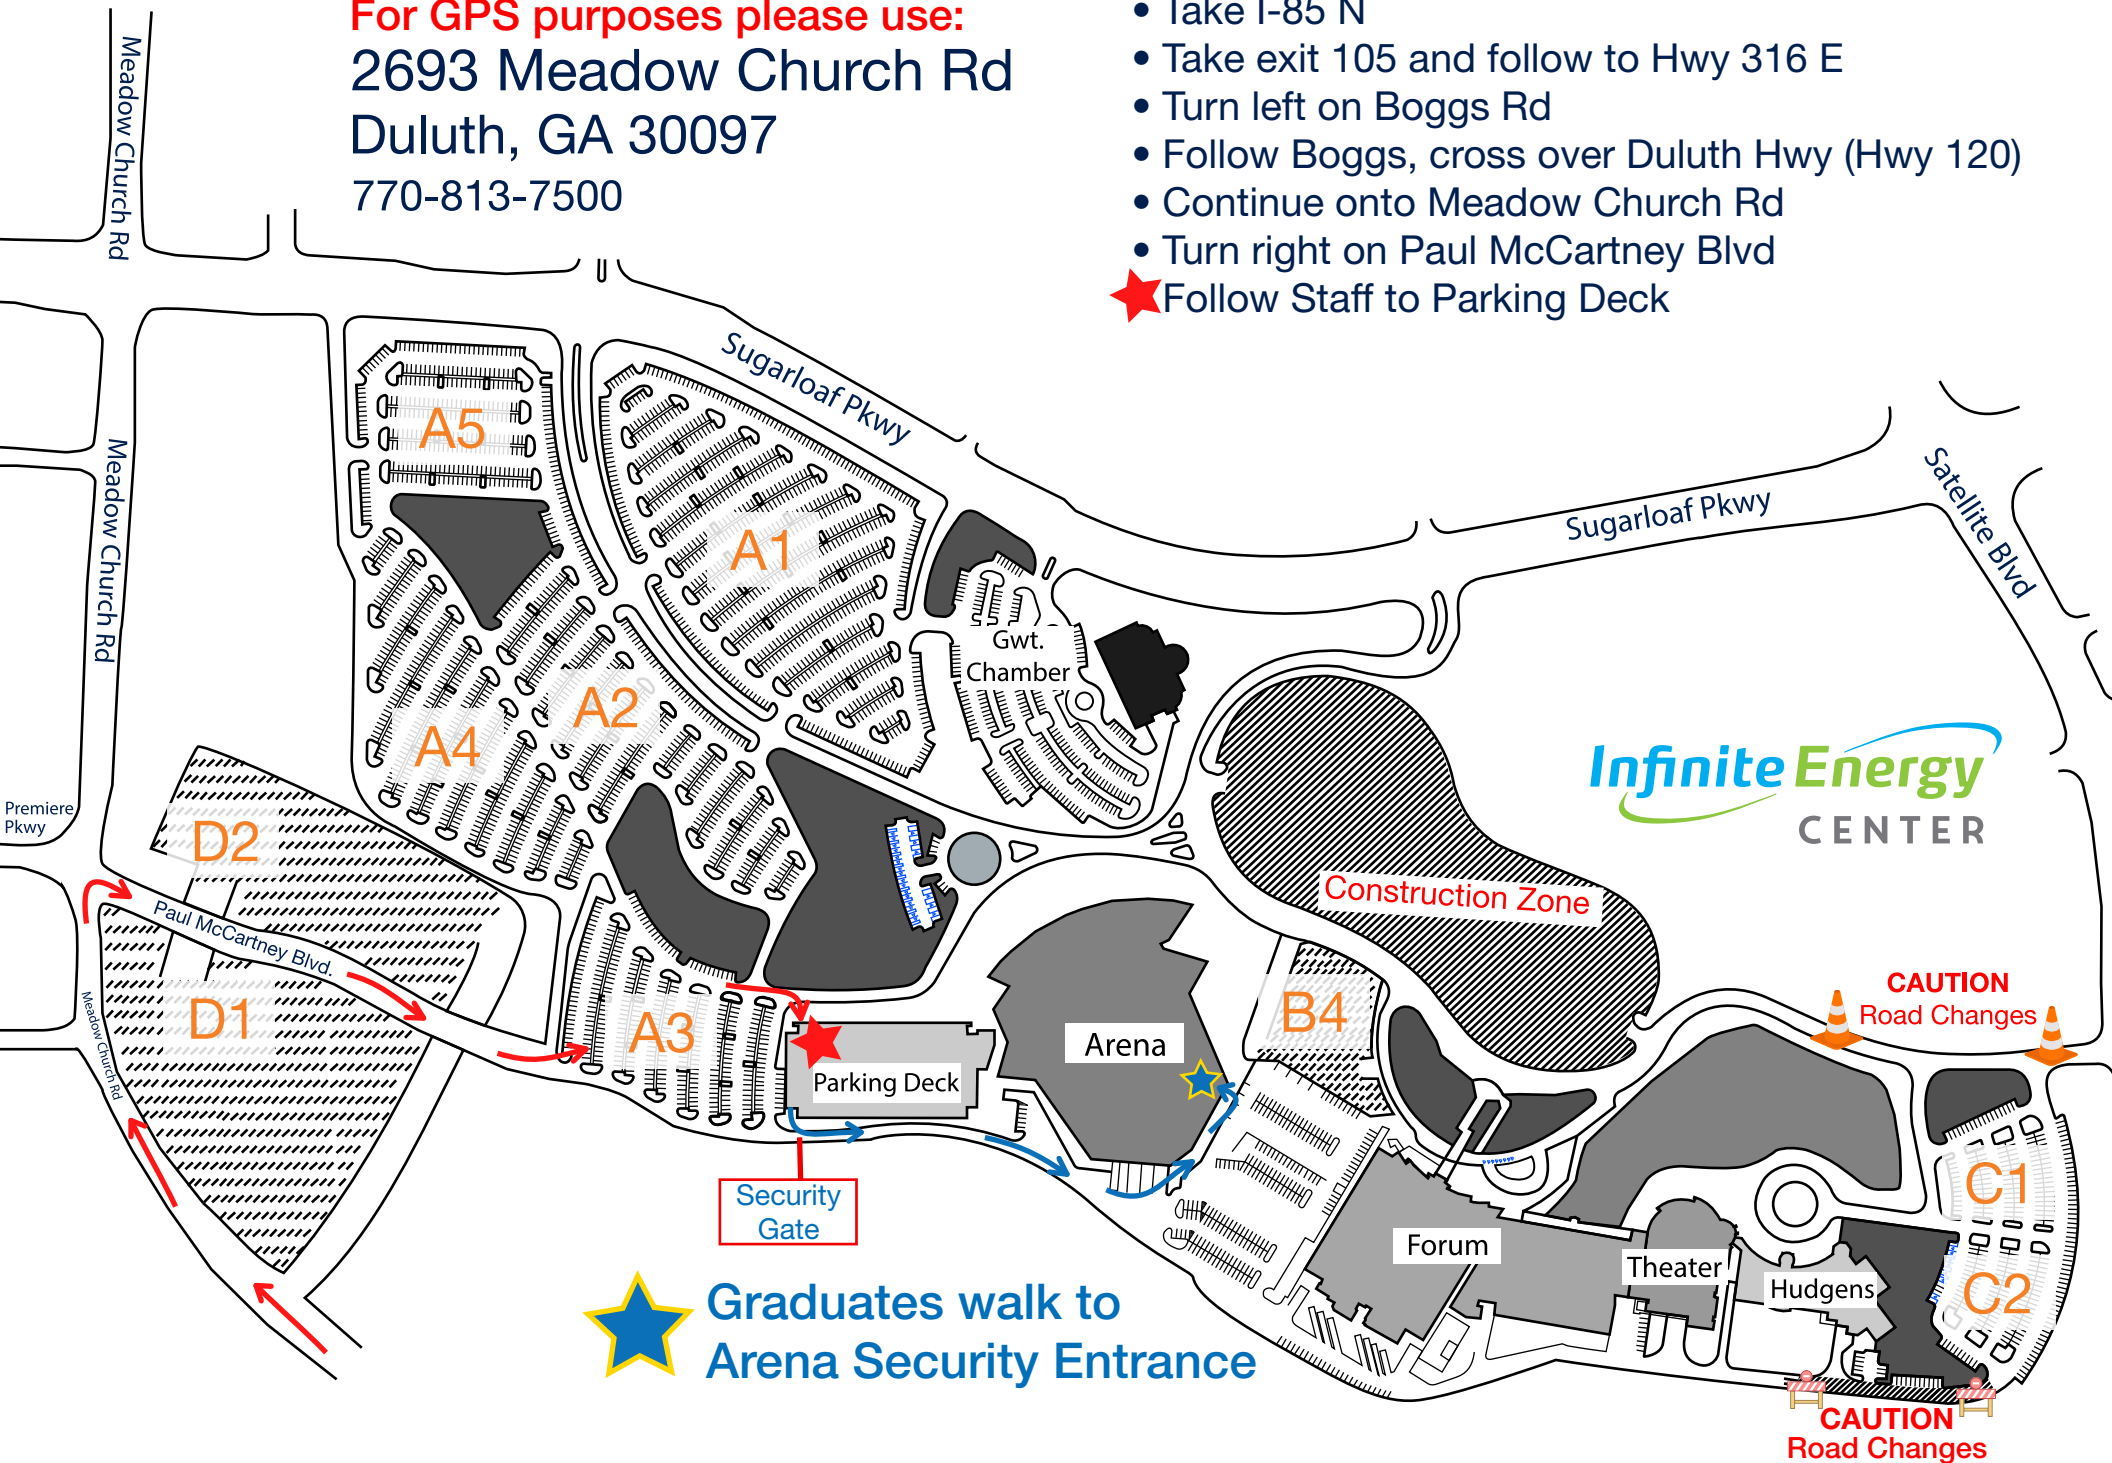 For GPS purposes please use:
2693 Meadow Church Rd
Duluth, GA 30097
770-813-7500
• Take I-85 N
• Take exit 105 and follow to Hwy 316 E
• Turn left on Boggs Rd
• Follow Boggs, cross over Duluth Hwy (Hwy 120)
• Continue onto Meadow Church Rd
• Turn right on Paul McCartney Blvd
Follow Staff to Parking Deck
Meadow Church Rd
Sugarloaf Pkwy
A5
Meadow Church Rd
A1
Sugarloaf Pkwy
Satellite Blvd
Gwt.
Chamber
A2
A4
Infinite Energy
CENTER
Premiere
Pkwy
D2
Construction Zone
Paul McCartney Blvd.
Meadow Church Rd
D1
A3
B4
CAUTION
Road Changes
Arena
Parking Deck
Security
Gate
C1
Forum
Theater
Hudgens
C2
Graduates walk to
Arena Security Entrance
CAUTION
Road Changes